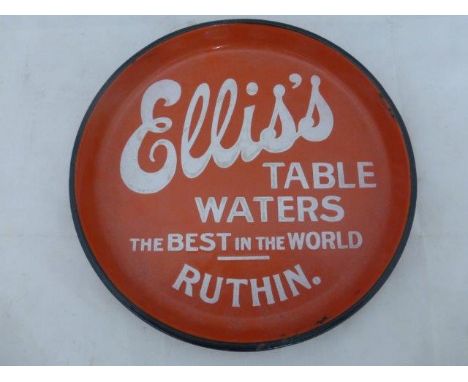 Ellis's
TABLE
WATERS
THE BEST IN THE WORLD
RUTHIN.